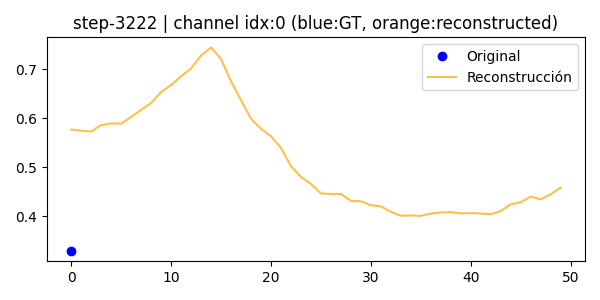 step-3222 | channel idx:0 (blue:GT, orange:reconstructed)
Original
Reconstrucción
0.7
0.6
0.5
0.4
0 10 20 30 40 50